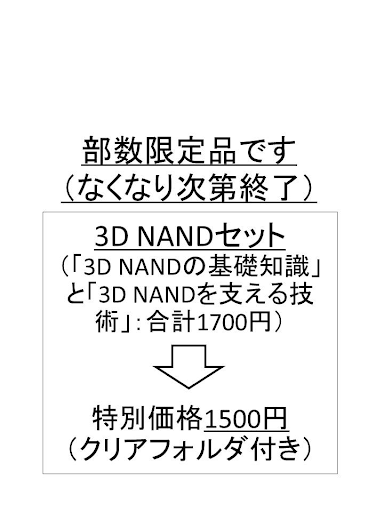 部数限定品です
（なくなり次第終了）
3D NANDセット
（「3D NANDの基礎知識」
と「3D NANDを支える技
術」：合計1700円）
特別価格1500円
（クリアフォルダ付き）